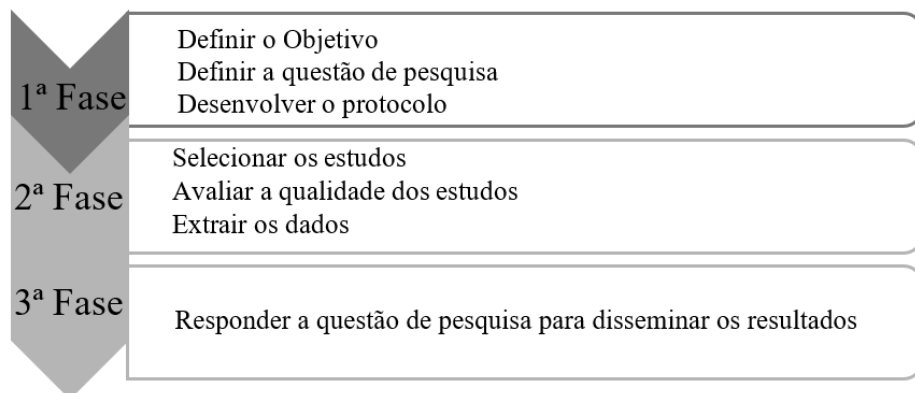 1ª Fase
Definir o Objetivo
Definir a questão de pesquisa
Desenvolver o protocolo
2ª Fase
Selecionar os estudos
Avaliar a qualidade dos estudos
Extrair os dados
3ª Fase
Responder a questão de pesquisa para disseminar os resultados